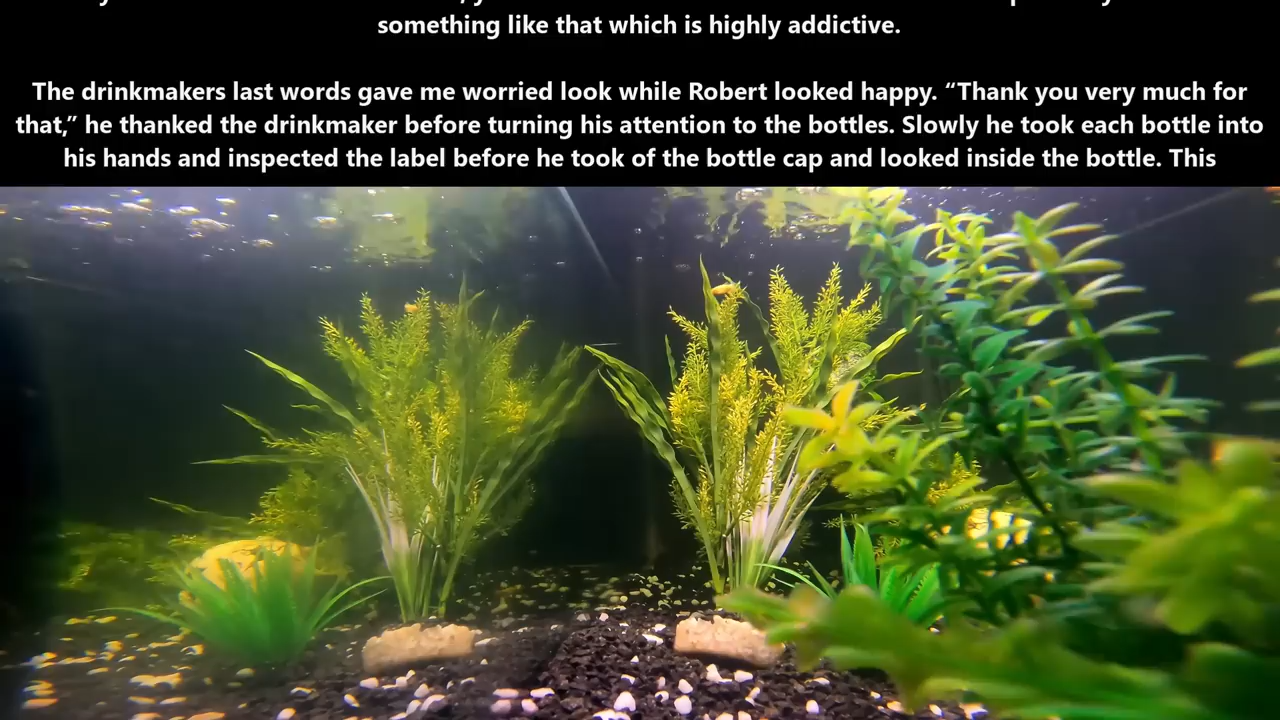 something like that which is highly addictive.
The drinkmakers last words gave me worried look while Robert looked happy. “Thank you very much for
that,” he thanked the drinkmaker before turning his attention to the bottles. Slowly he took each bottle into
his hands and inspected the label before he took of the bottle cap and looked inside the bottle. This